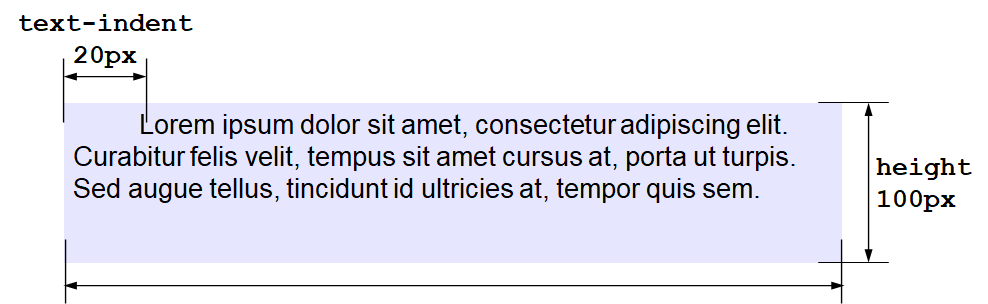 text-indent
20px
Lorem ipsum dolor sit amet, consectetur adipiscing elit.
Curabitur felis velit, tempus sit amet cursus at, porta ut turpis.
Sed augue tellus, tincidunt id ultricies at, tempor quis sem.
height
100px